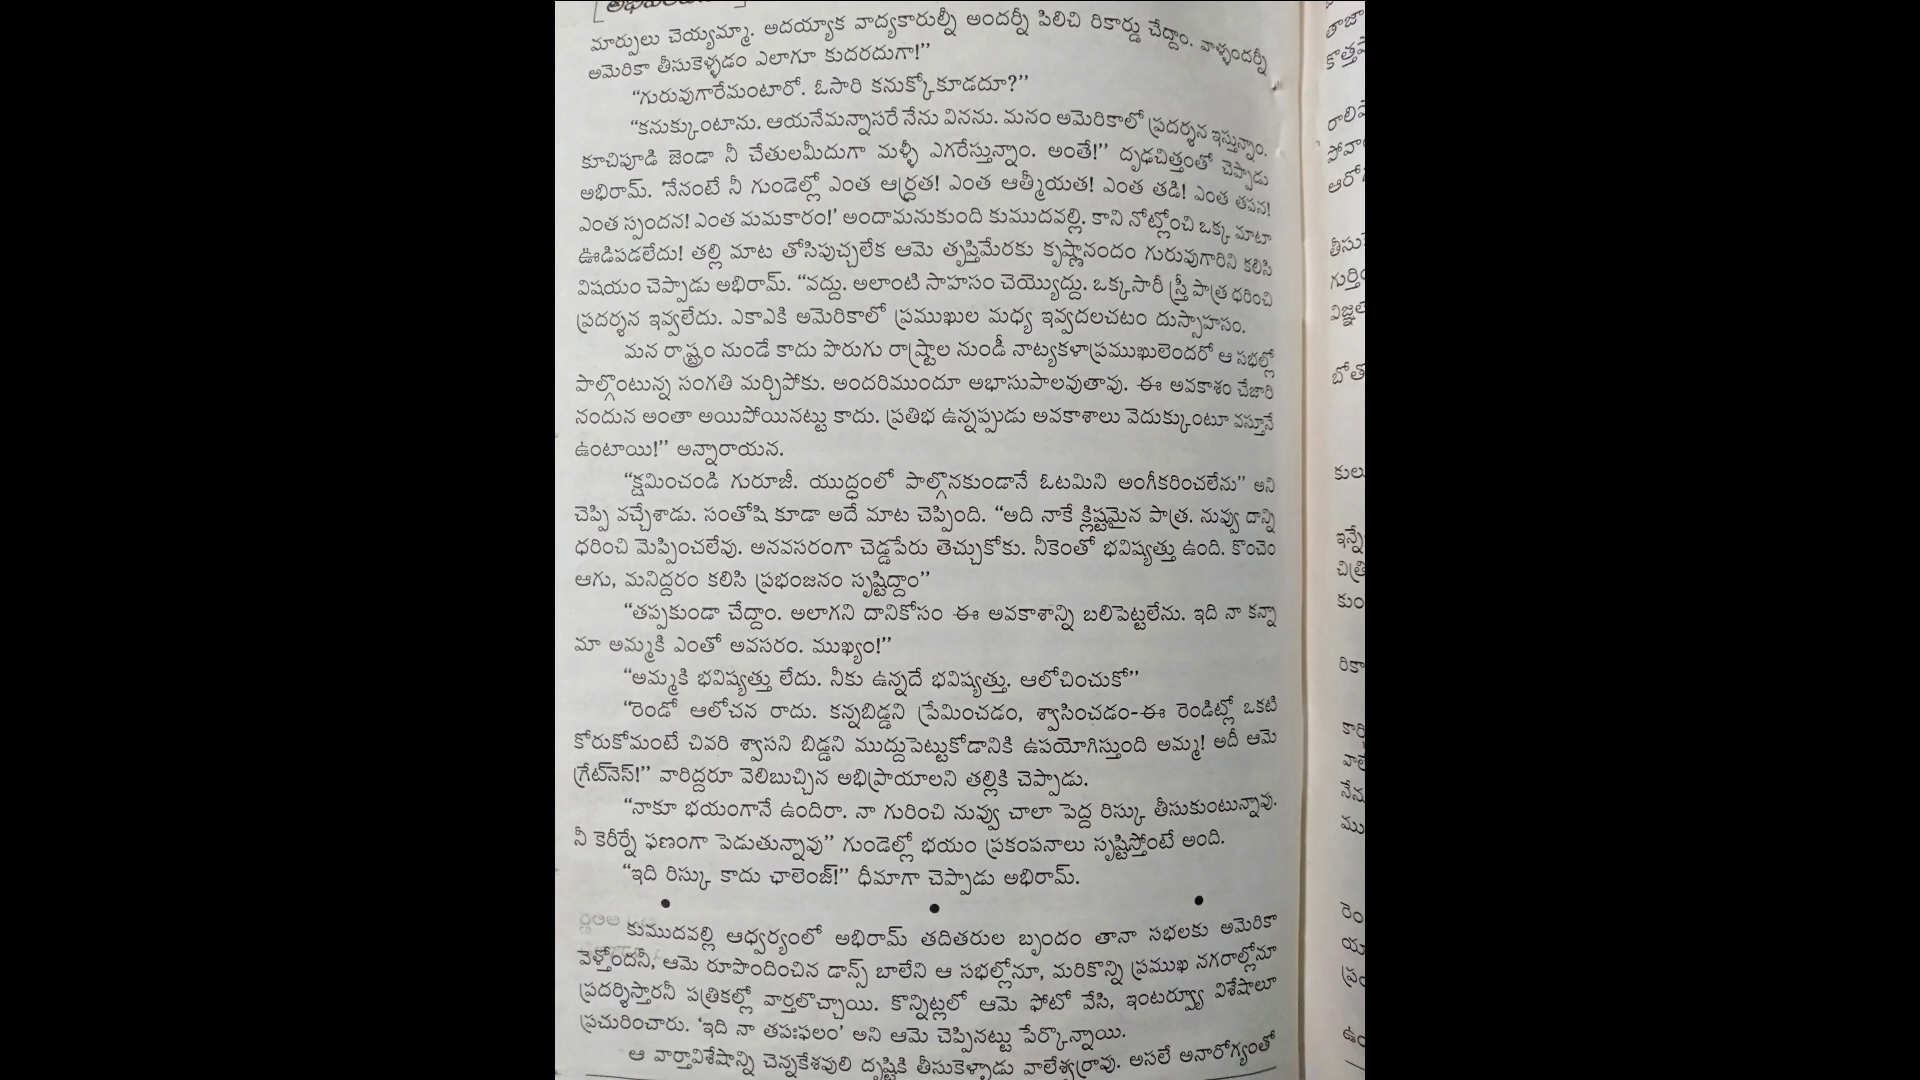 మార్పులు చెయ్యమ్మా. అదయ్యాక వాద్యకారుల్నీ అందర్నీ పిలిచి రికార్డు చేద్దాం. వాళ్ళందర్నీ
అమెరికా తీసుకెళ్ళడం ఎలాగూ కుదరదుగా!”
“గురువుగారేమంటారో. ఓసారి కనుక్కోకూడదూ?”
“కనుక్కుంటాను. ఆయనేమన్నాసరే నేను వినను. మనం అమెరికాలో ప్రదర్శన ఇస్తున్నాం.
కూచిపూడి జెండా నీ చేతులమీదుగా మళ్ళీ ఎగరేస్తున్నాం. అంతే!” దృఢచిత్తంతో చెప్పాడు
అభిరామ్. ‘నేనంటే నీ గుండెల్లో ఎంత ఆర్ద్రత! ఎంత ఆత్మీయత! ఎంత తడి! ఎంత తపన!
ఎంత స్పందన! ఎంత మమకారం!’ అందామనుకుంది కుముదవల్లి. కాని నోట్లోంచి ఒక్క మాటా
ఊడిపడలేదు! తల్లి మాట తోసిపుచ్చలేక ఆమె తృప్తిమేరకు కృష్ణానందం గురువుగారిని కలిసి
విషయం చెప్పాడు అభిరామ్. “వద్దు. అలాంటి సాహసం చెయ్యొద్దు. ఒక్కసారీ స్త్రీ పాత్ర ధరించి
ప్రదర్శన ఇవ్వలేదు. ఎకాఎకి అమెరికాలో ప్రముఖుల మధ్య ఇవ్వదలచటం దుస్సాహసం.
మన రాష్ట్రం నుండే కాదు పొరుగు రాష్ట్రాల నుండీ నాట్యకళాప్రముఖులెందరో ఆ సభల్లో
పాల్గొంటున్న సంగతి మర్చిపోకు. అందరిముందూ అభాసుపాలవుతావు. ఈ అవకాశం చేజారి
నందున అంతా అయిపోయినట్టు కాదు. ప్రతిభ ఉన్నప్పుడు అవకాశాలు వెదుక్కుంటూ వస్తూనే
ఉంటాయి!” అన్నారాయన.
“క్షమించండి గురూజీ. యుద్ధంలో పాల్గొనకుండానే ఓటమిని అంగీకరించలేను” అని
చెప్పి వచ్చేశాడు. సంతోషి కూడా అదే మాట చెప్పింది. “అది నాకే క్లిష్టమైన పాత్ర. నువ్వు దాన్ని
ధరించి మెప్పించలేవు. అనవసరంగా చెడ్డపేరు తెచ్చుకోకు. నీకెంతో భవిష్యత్తు ఉంది. కొంచెం
ఆగు, మనిద్దరం కలిసి ప్రభంజనం సృష్టిద్దాం”
“తప్పకుండా చేద్దాం. అలాగని దానికోసం ఈ అవకాశాన్ని బలిపెట్టలేను. ఇది నా కన్నా
మా అమ్మకి ఎంతో అవసరం. ముఖ్యం!”
“అమ్మకి భవిష్యత్తు లేదు. నీకు ఉన్నదే భవిష్యత్తు. ఆలోచించుకో”
“రెండో ఆలోచన రాదు. కన్నబిడ్డని ప్రేమించడం, శ్వాసించడం-ఈ రెండిట్లో ఒకటి
కోరుకోమంటే చివరి శ్వాసని బిడ్డని ముద్దుపెట్టుకోడానికి ఉపయోగిస్తుంది అమ్మ! అదీ ఆమె
గ్రేట్‌నెస్!” వారిద్దరూ వెలిబుచ్చిన అభిప్రాయాలని తల్లికి చెప్పాడు.
“నాకూ భయంగానే ఉందిరా. నా గురించి నువ్వు చాలా పెద్ద రిస్కు తీసుకుంటున్నావు.
నీ కెరీర్నే ఫణంగా పెడుతున్నావు” గుండెల్లో భయం ప్రకంపనాలు సృష్టిస్తోంటే అంది.
“ఇది రిస్కు కాదు ఛాలెంజ్!” ధీమాగా చెప్పాడు అభిరామ్.
కుముదవల్లి ఆధ్వర్యంలో అభిరామ్ తదితరుల బృందం తానా సభలకు అమెరికా
వెళ్తోందనీ, ఆమె రూపొందించిన డాన్స్ బాలేని ఆ సభల్లోనూ, మరికొన్ని ప్రముఖ నగరాల్లోనూ
ప్రదర్శిస్తారనీ పత్రికల్లో వార్తలొచ్చాయి. కొన్నిట్లలో ఆమె ఫోటో వేసి, ఇంటర్వ్యూ విశేషాలూ
ప్రచురించారు. ‘ఇది నా తపఃఫలం’ అని ఆమె చెప్పినట్టు పేర్కొన్నాయి.
ఆ వార్తావిశేషాన్ని చెన్నకేశవులి దృష్టికి తీసుకెళ్ళాడు వాలేశ్వర్రావు. అసలే అనారోగ్యంతో